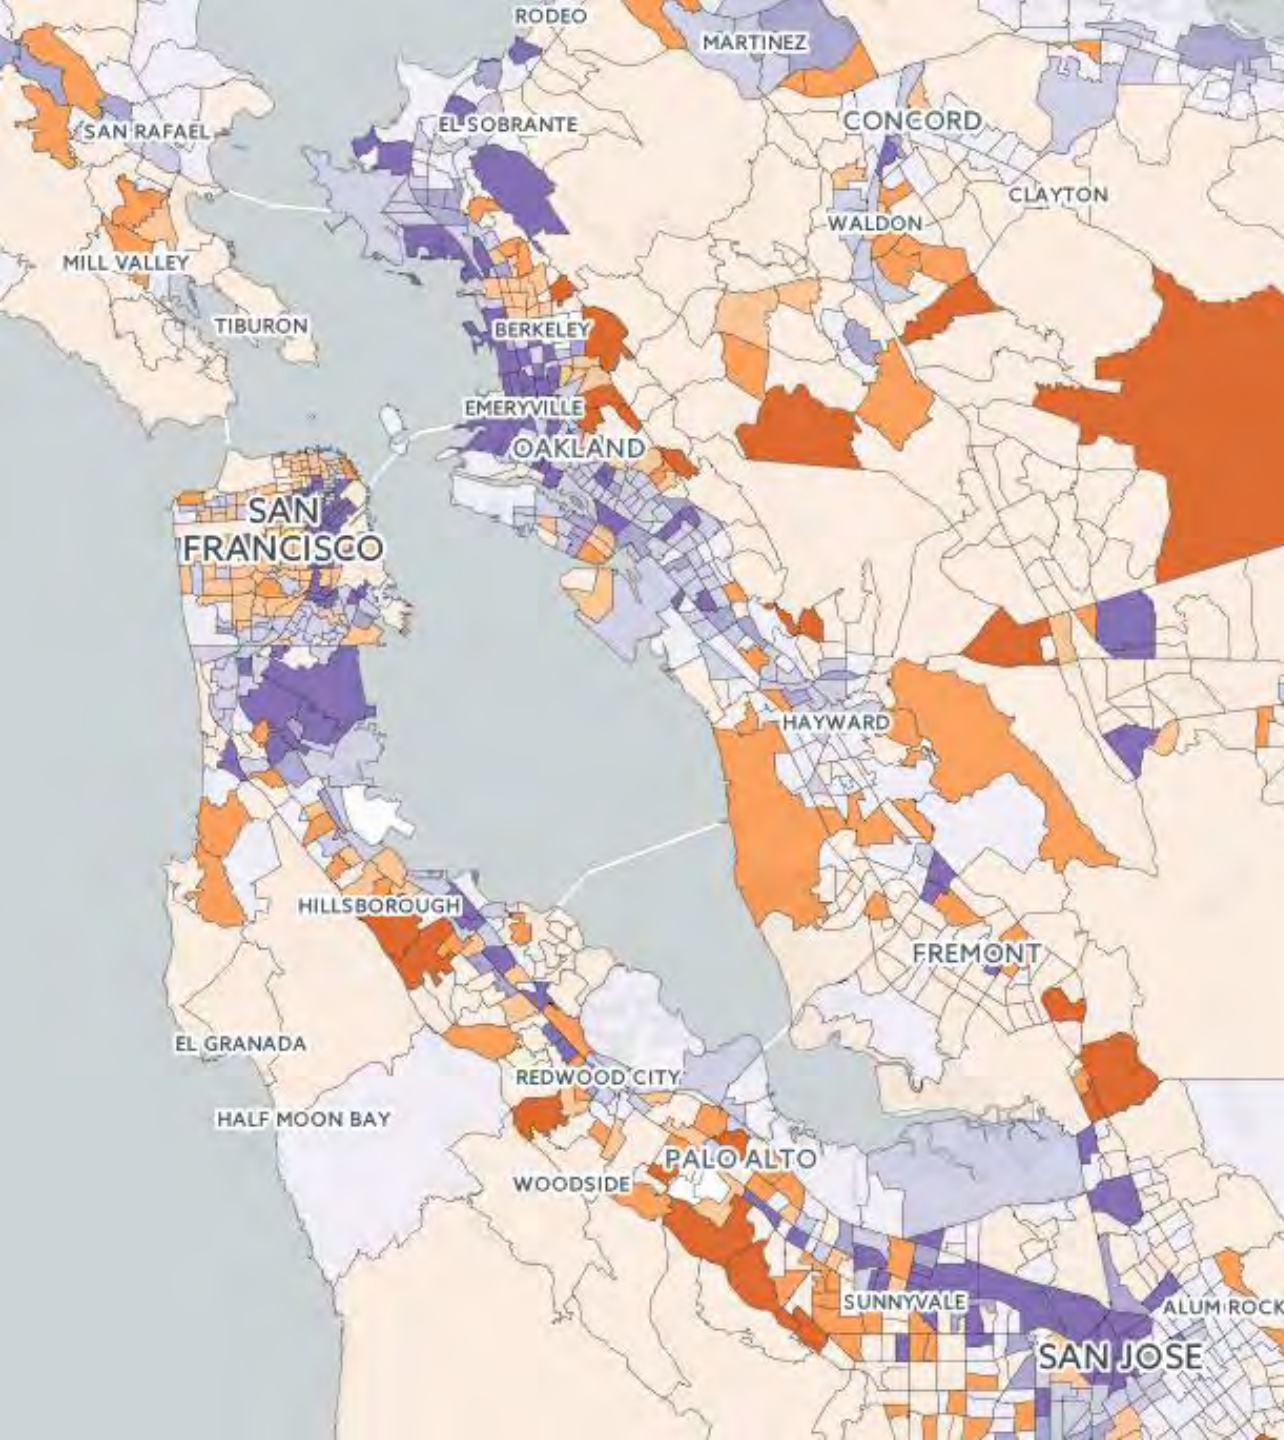 RODEO
MARTINEZ
SAN RAFAEL
EL SOBRANTE
CONCORD
CLAYTON
WALDON
MILL VALLEY
TIBURON
BERKELEY
EMERYVILLE
OAKLAND
SAN
FRANCISCO
HAYWARD
HILLSBOROUGH
FREMONT
EL GRANADA
REDWOOD CITY
HALF MOON BAY
PALO ALTO
WOODSIDE
SUNNYVALE
ALUM ROCK
SAN JOSE